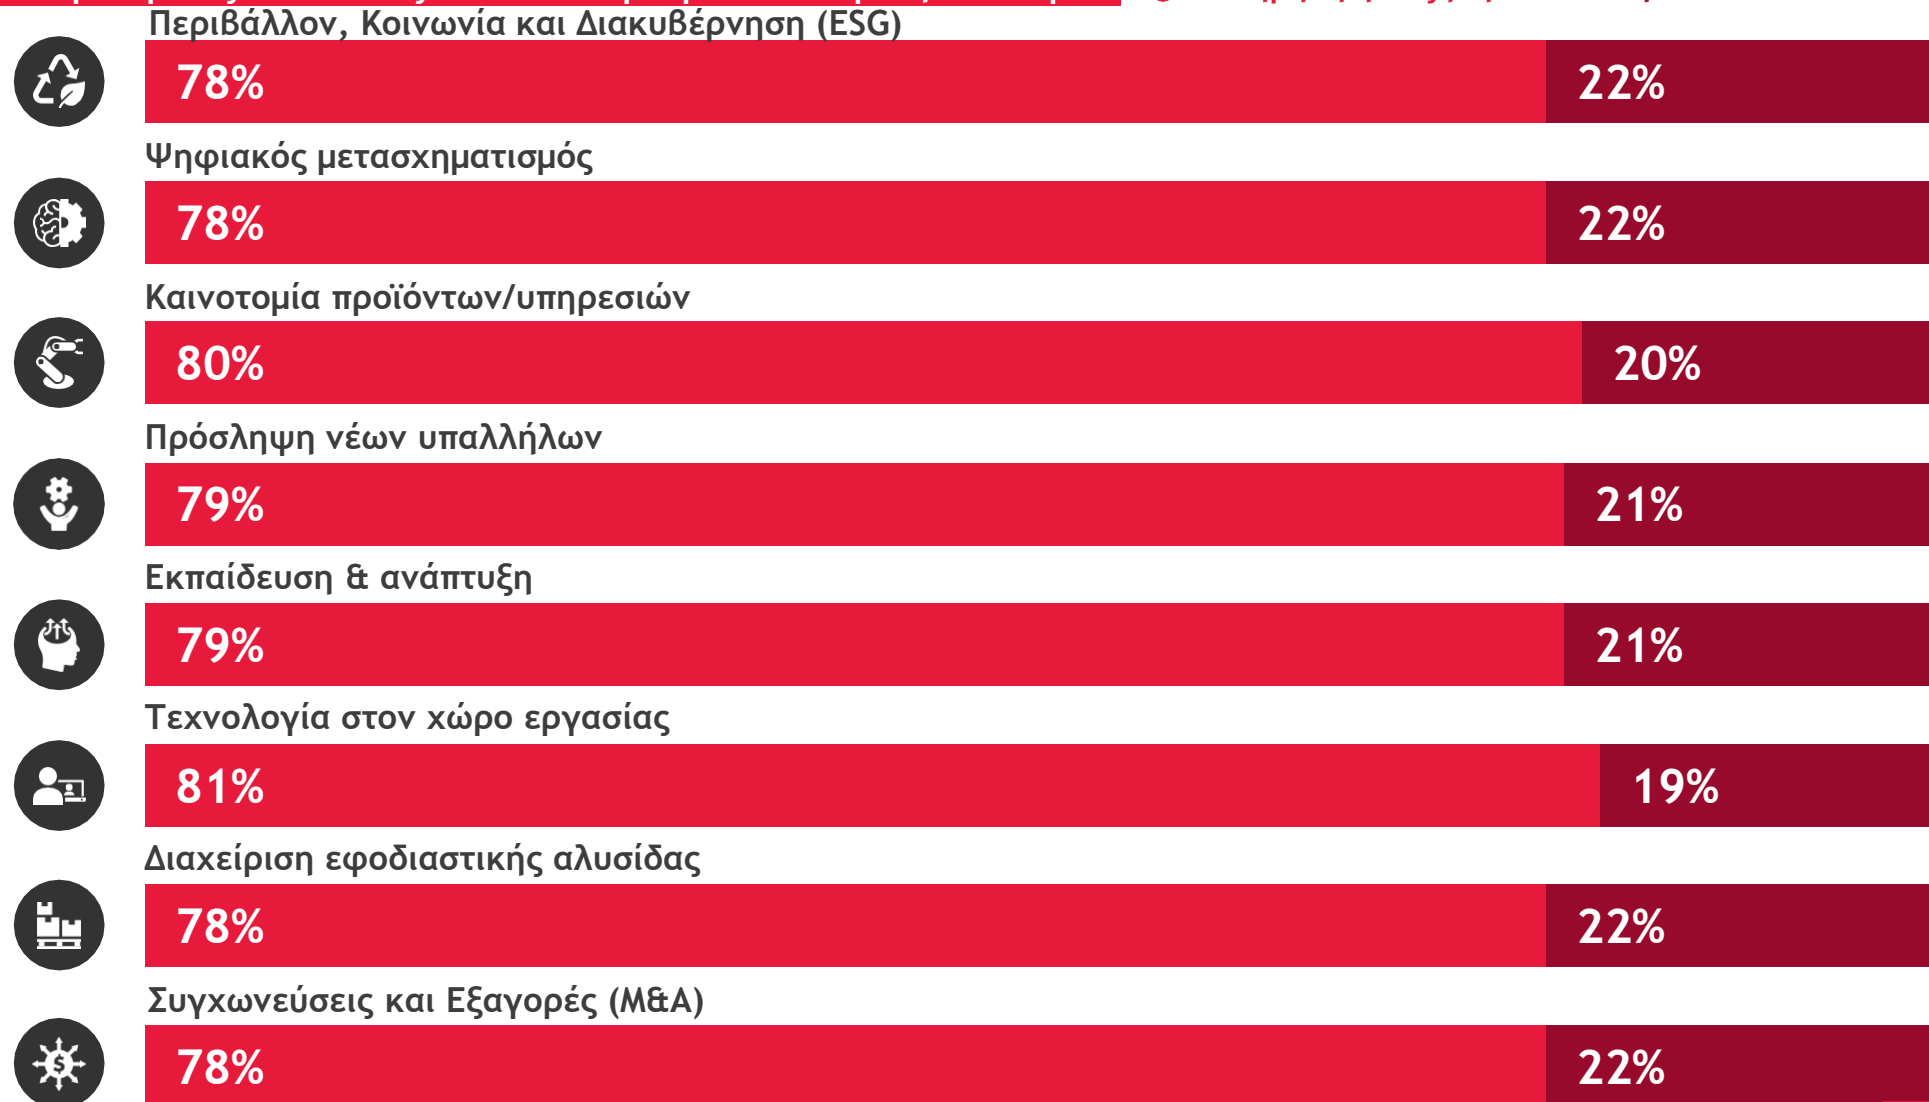 Περιβάλλον, Κοινωνία και Διακυβέρνηση (ESG)
78% 22%
Ψηφιακός μετασχηματισμός
78% 22%
Καινοτομία προϊόντων/υπηρεσιών
80% 20%
Πρόσληψη νέων υπαλλήλων
79% 21%
Εκπαίδευση & ανάπτυξη
79% 21%
Τεχνολογία στον χώρο εργασίας
81% 19%
Διαχείριση εφοδιαστικής αλυσίδας
78% 22%
Συγχωνεύσεις και Εξαγορές (M&A)
78% 22%